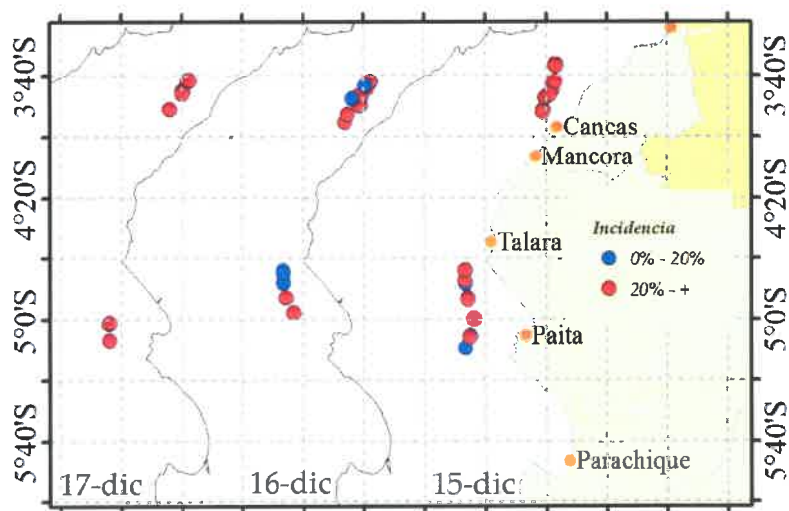 3°40'S
4°20'S
5°0'S
5°40'S
3°40'S
4°20'S
5°0'S
5°40'S
Cancas
Mancora
Talara
Paita
Parachique
Incidencia
0% - 20%
20% - +
17-dic
16-dic
15-dic